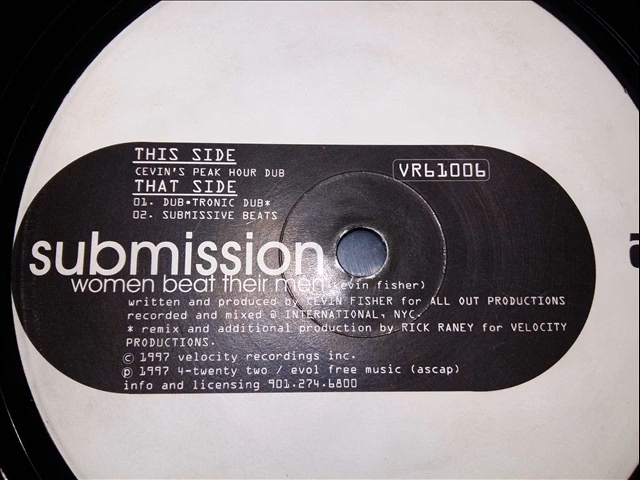 THIS SIDE
CEVIN'S PEAK HOUR DUB
THAT SIDE
01. DUB•TRONIC DUB*
02. SUBMISSIVE BEATS
VR61006
submission
women beat their men (kevin fisher)
written and produced by CEVIN FISHER for ALL OUT PRODUCTIONS
recorded and mixed @ INTERNATIONAL, NYC.
* remix and additional production by RICK RANEY for VELOCITY
PRODUCTIONS.
© 1997 velocity recordings inc.
℗ 1997 4-twenty two / evol free music (ascap)
info and licensing 901.274.6800